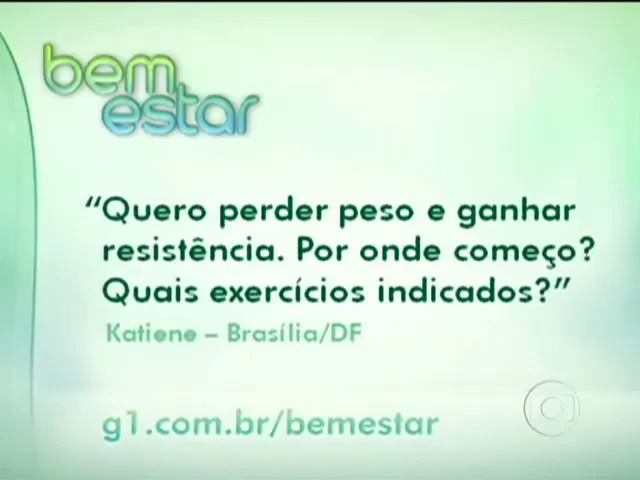 bem
estar
“Quero perder peso e ganhar
resistência. Por onde começo?
Quais exercícios indicados?”
Katiene – Brasília/DF
g1.com.br/bemestar